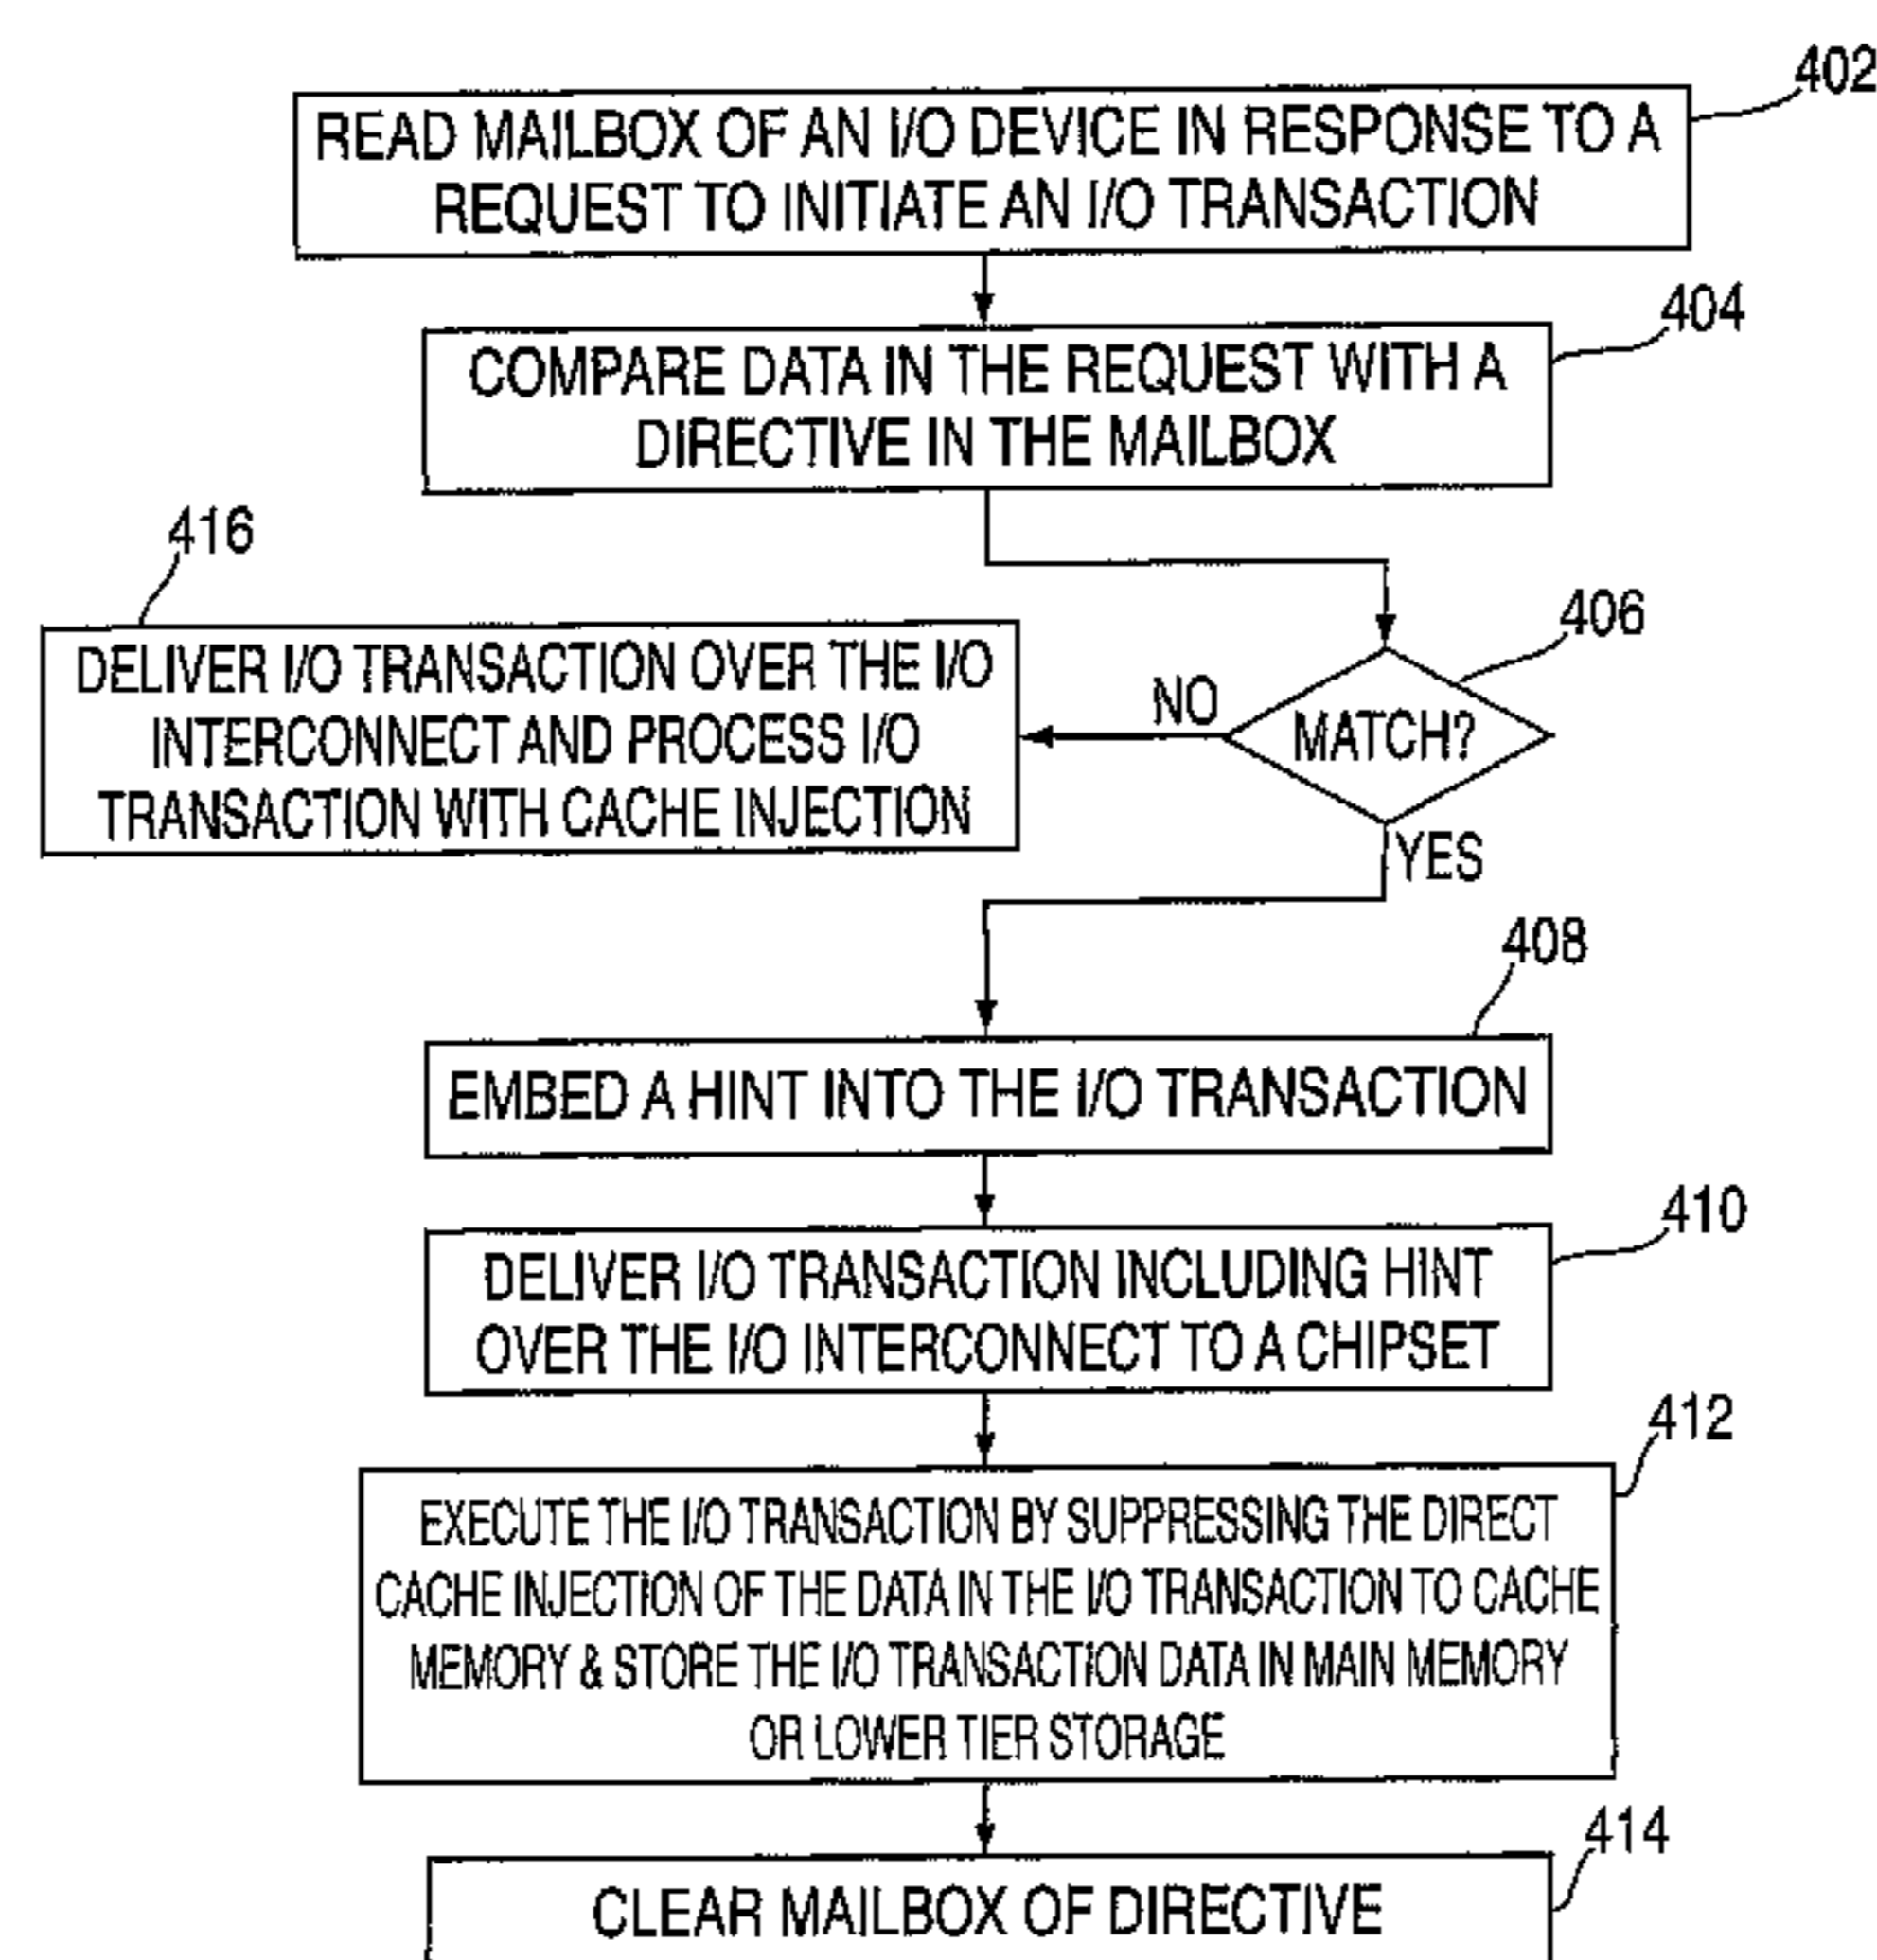 402
READ MAILBOX OF AN I/O DEVICE IN RESPONSE TO A
REQUEST TO INITIATE AN I/O TRANSACTION
404
COMPARE DATA IN THE REQUEST WITH A
DIRECTIVE IN THE MAILBOX
416
DELIVER I/O TRANSACTION OVER THE I/O
INTERCONNECT AND PROCESS I/O
TRANSACTION WITH CACHE INJECTION
406
NO
MATCH?
YES
408
EMBED A HINT INTO THE I/O TRANSACTION
410
DELIVER I/O TRANSACTION INCLUDING HINT
OVER THE I/O INTERCONNECT TO A CHIPSET
412
EXECUTE THE I/O TRANSACTION BY SUPPRESSING THE DIRECT
CACHE INJECTION OF THE DATA IN THE I/O TRANSACTION TO CACHE
MEMORY & STORE THE I/O TRANSACTION DATA IN MAIN MEMORY
OR LOWER TIER STORAGE
414
CLEAR MAILBOX OF DIRECTIVE